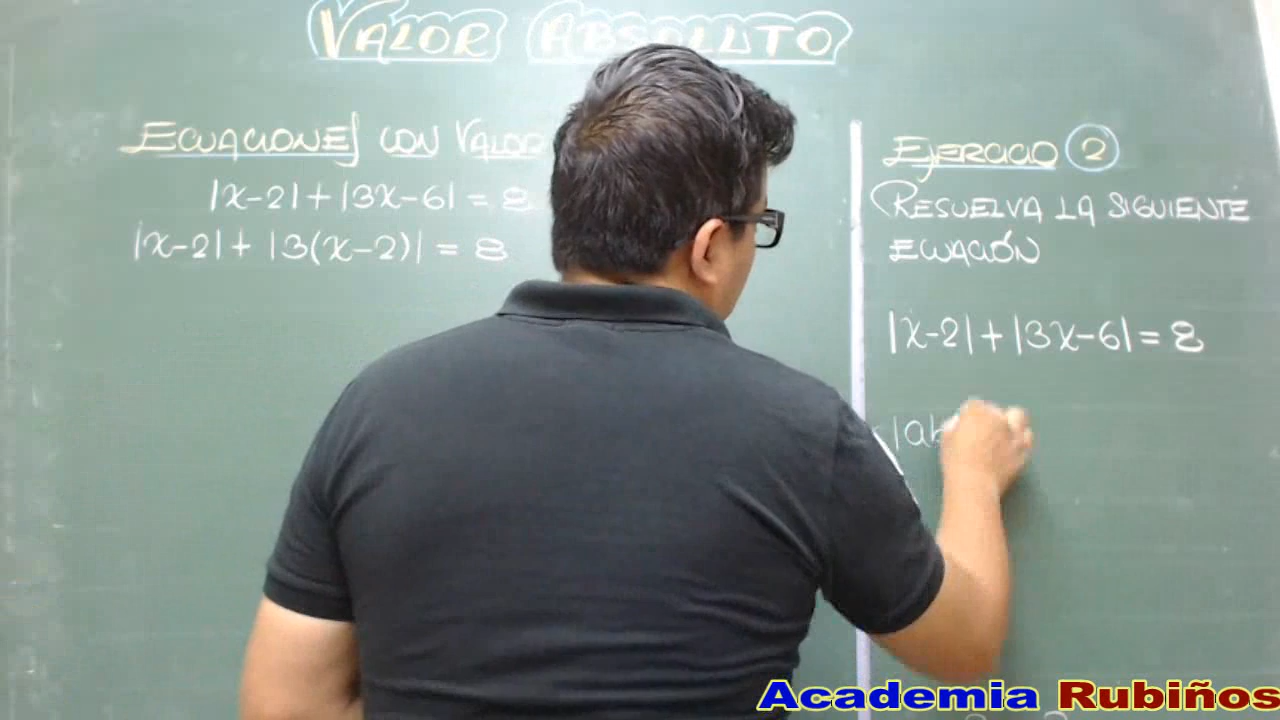 VALOR ABSOLUTO
ECUACIONES CON VALOR
|x-2|+|3x-6|=8
|x-2|+|3(x-2)|=8
EJERCICIO 2
RESUELVA LA SIGUIENTE
ECUACIÓN
|x-2|+|3x-6|=8
|ab
Academia Rubiños